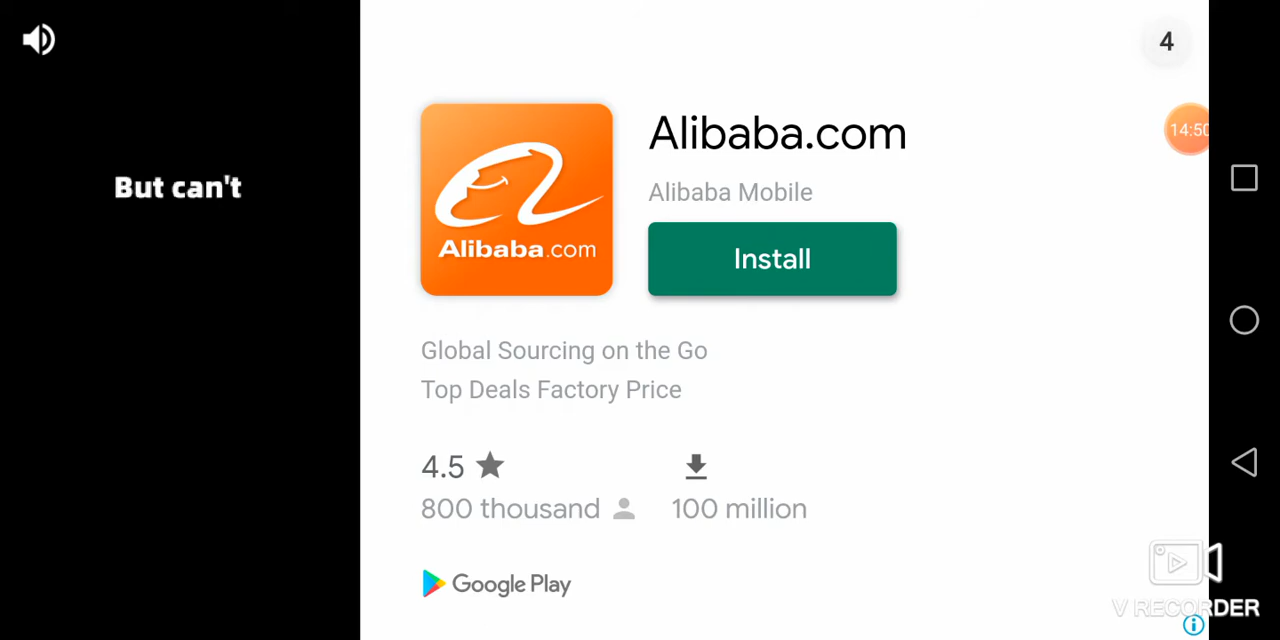 4
14:50
But can't
Alibaba.com
Alibaba.com
Alibaba Mobile
Install
Global Sourcing on the Go
Top Deals Factory Price
4.5
800 thousand
100 million
Google Play
V RECORDER